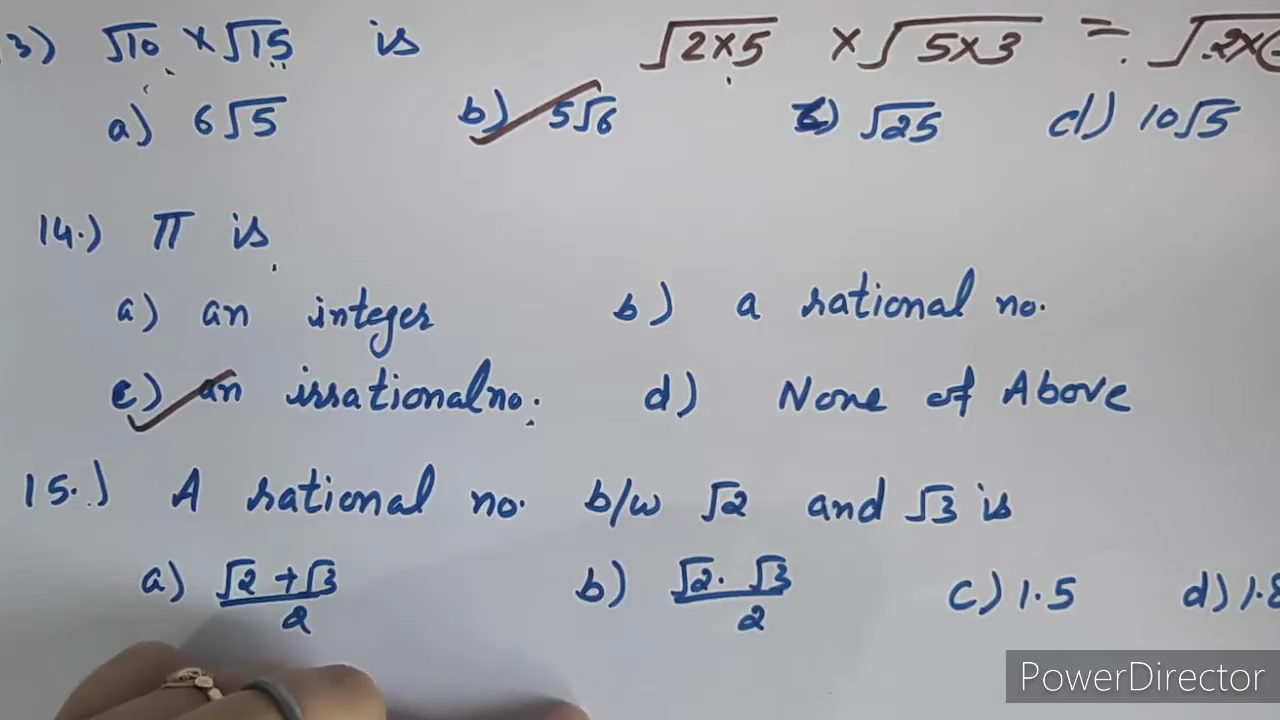 3) √10 × √15 is √2×5 × √5×3 = √2×
a) 6√5 b) 5√6 c) √25 d) 10√5
14.) π is
a) an integer b) a rational no.
c) an irrational no. d) None of Above
15.) A rational no. b/w √2 and √3 is
a) √2 + √3 / 2 b) √2 · √3 / 2 c) 1.5 d) 1.8
PowerDirector